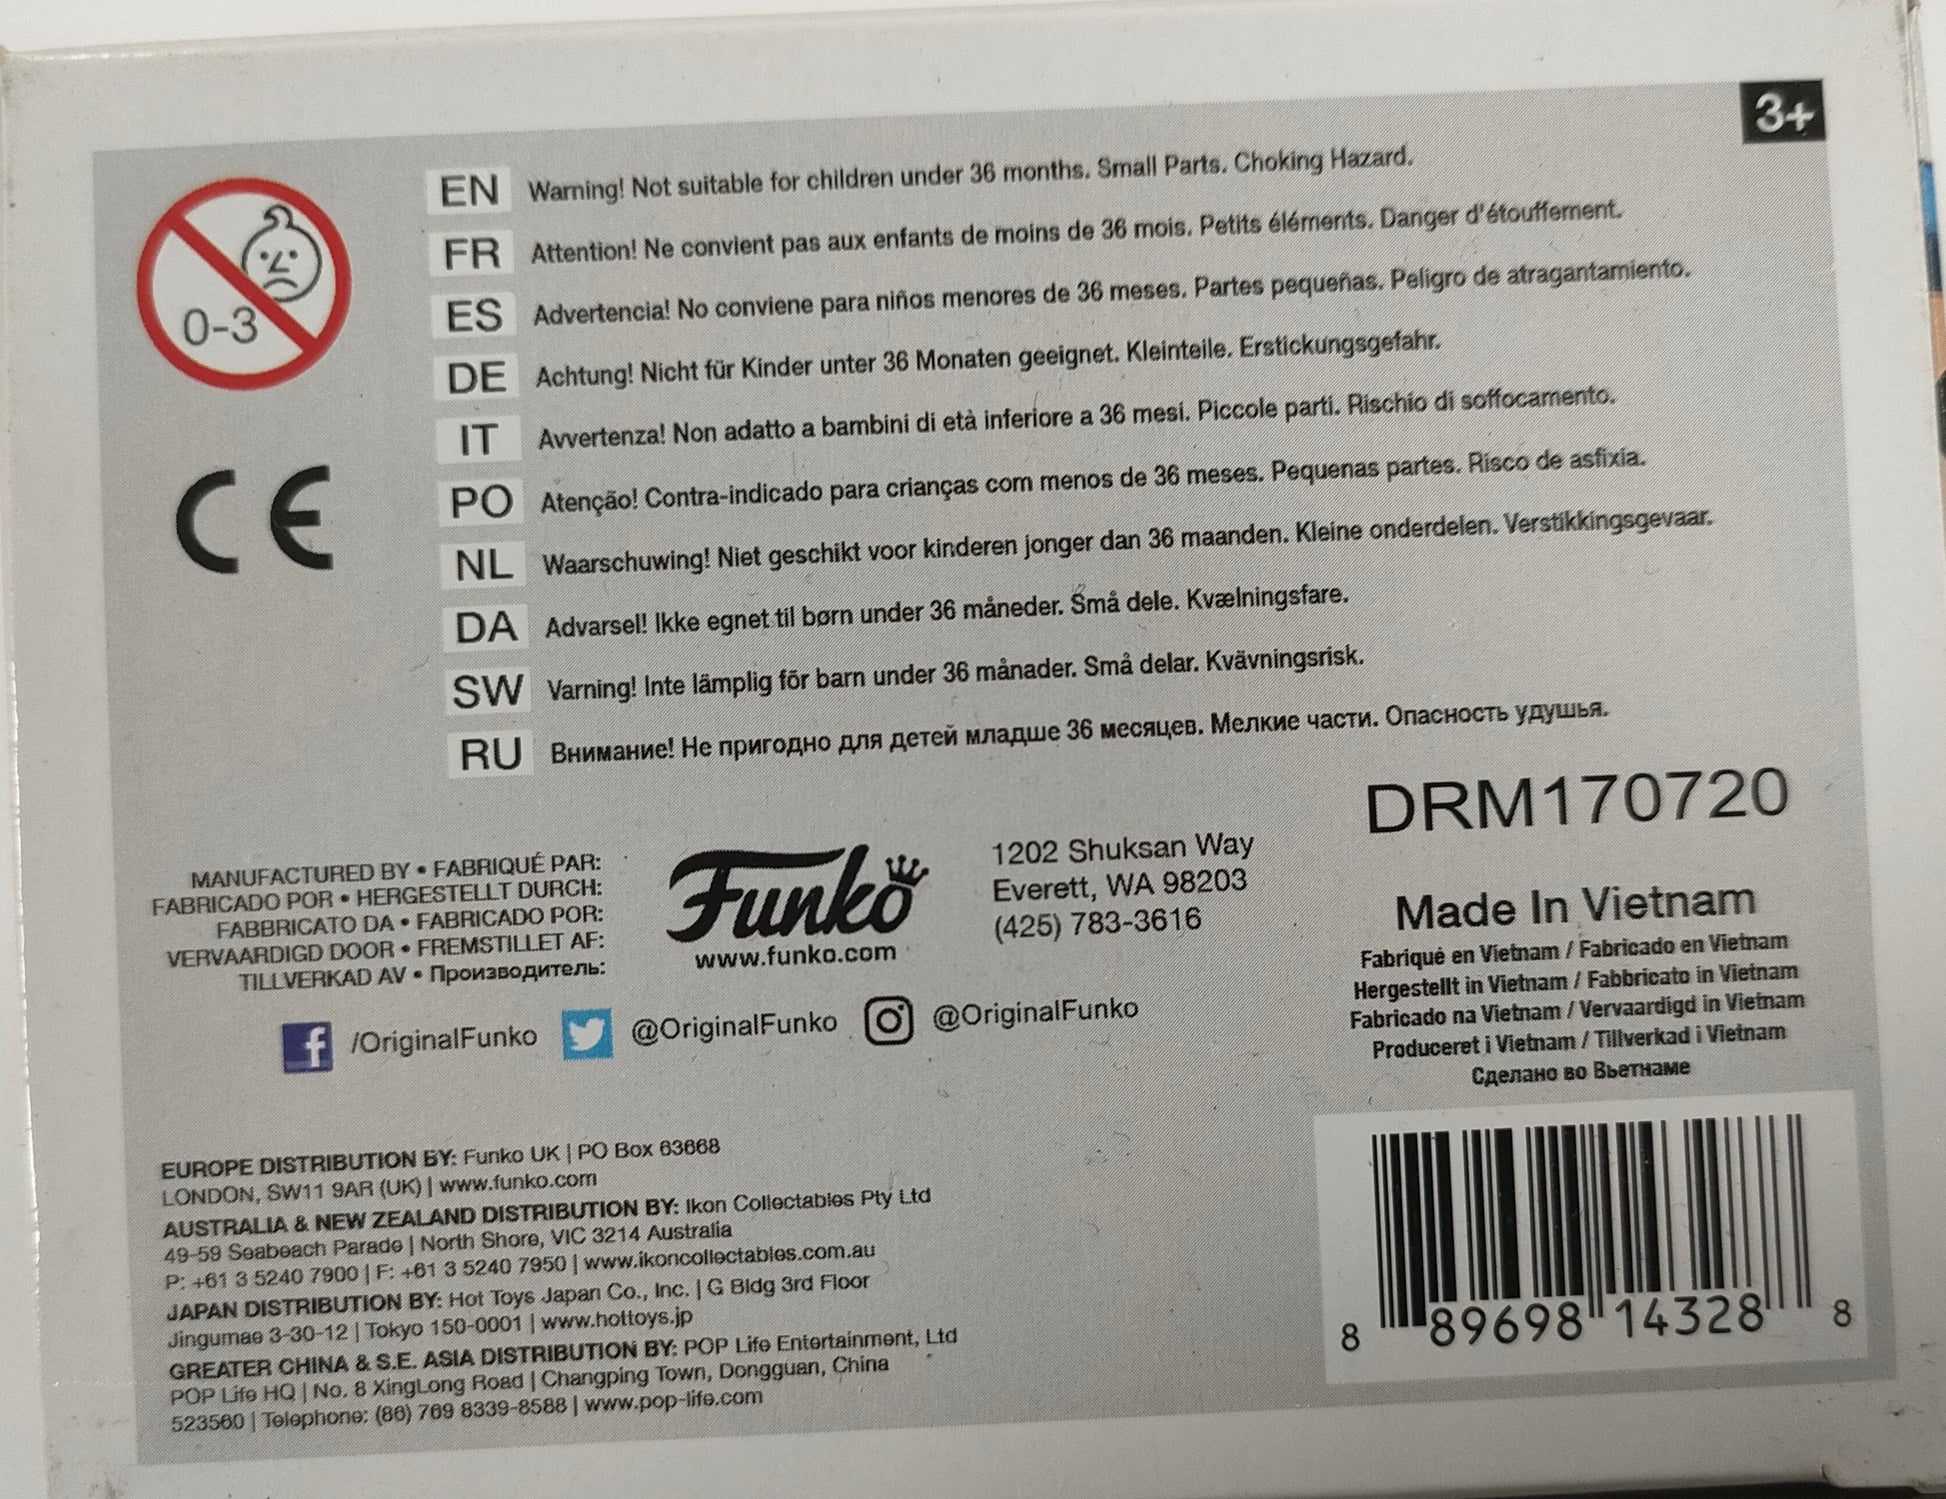 3+
0-3
EN Warning! Not suitable for children under 36 months. Small Parts. Choking Hazard.
FR Attention! Ne convient pas aux enfants de moins de 36 mois. Petits éléments. Danger d'étouffement.
ES Advertencia! No conviene para niños menores de 36 meses. Partes pequeñas. Peligro de atragantamiento.
DE Achtung! Nicht für Kinder unter 36 Monaten geeignet. Kleinteile. Erstickungsgefahr.
IT Avvertenza! Non adatto a bambini di età inferiore a 36 mesi. Piccole parti. Rischio di soffocamento.
PO Atenção! Contra-indicado para crianças com menos de 36 meses. Pequenas partes. Risco de asfixia.
NL Waarschuwing! Niet geschikt voor kinderen jonger dan 36 maanden. Kleine onderdelen. Verstikkingsgevaar.
DA Advarsel! Ikke egnet til børn under 36 måneder. Små dele. Kvælningsfare.
SW Varning! Inte lämplig för barn under 36 månader. Små delar. Kvävningsrisk.
RU Внимание! Не пригодно для детей младше 36 месяцев. Мелкие части. Опасность удушья.
CE
MANUFACTURED BY • FABRIQUÉ PAR:
FABRICADO POR • HERGESTELLT DURCH:
FABBRICATO DA • FABRICADO POR:
VERVAARDIGD DOOR • FREMSTILLET AF:
TILLVERKAD AV • Производитель:
Funko
www.funko.com
1202 Shuksan Way
Everett, WA 98203
(425) 783-3616
/OriginalFunko @OriginalFunko @OriginalFunko
DRM170720
Made In Vietnam
Fabriqué en Vietnam / Fabricado en Vietnam
Hergestellt in Vietnam / Fabbricato in Vietnam
Fabricado na Vietnam / Vervaardigd in Vietnam
Produceret i Vietnam / Tillverkad i Vietnam
Сделано во Вьетнаме
EUROPE DISTRIBUTION BY: Funko UK | PO Box 63668
LONDON, SW11 9AR (UK) | www.funko.com
AUSTRALIA & NEW ZEALAND DISTRIBUTION BY: Ikon Collectables Pty Ltd
49-59 Seabeach Parade | North Shore, VIC 3214 Australia
P: +61 3 5240 7900 | F: +61 3 5240 7950 | www.ikoncollectables.com.au
JAPAN DISTRIBUTION BY: Hot Toys Japan Co., Inc. | G Bldg 3rd Floor
Jingumae 3-30-12 | Tokyo 150-0001 | www.hottoys.jp
GREATER CHINA & S.E. ASIA DISTRIBUTION BY: POP Life Entertainment, Ltd
POP Life HQ | No. 8 XingLong Road | Changping Town, Dongguan, China
523560 | Telephone: (86) 769 8339-8588 | www.pop-life.com
8 89698 14328 8